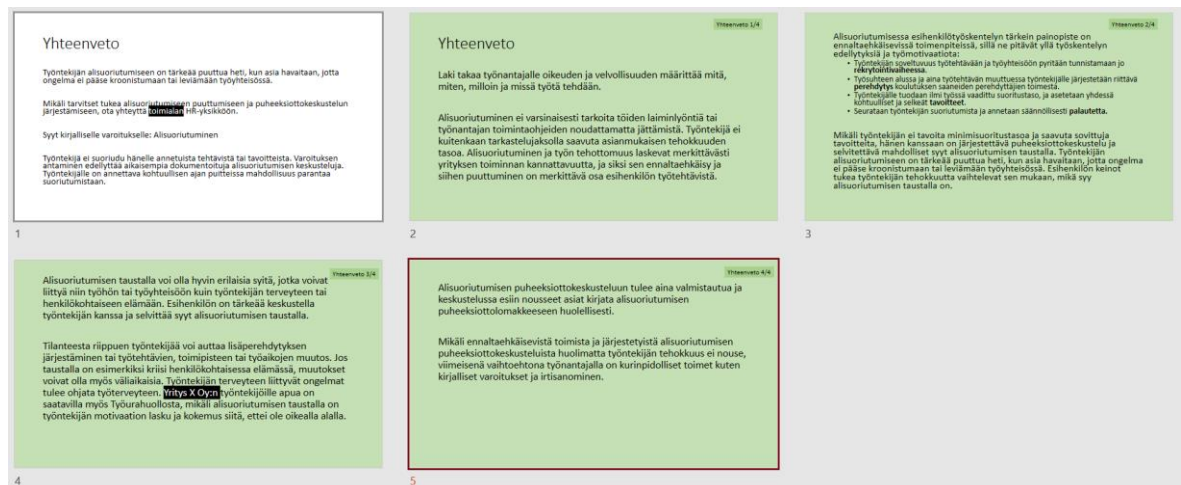 Yhteenveto
Työntekijän alisuoriutumiseen on tärkeää puuttua heti, kun asia havaitaan, jotta
ongelma ei pääse kroonistumaan tai leviämään työyhteisössä.
Mikäli tarvitset tukea alisuoriutumiseen puuttumiseen ja puheeksiottokeskustelun
järjestämiseen, ota yhteyttä toimialan HR-yksikköön.
Syyt kirjalliselle varoitukselle: Alisuoriutuminen
Työntekijä ei suoriudu hänelle annetuista tehtävistä tai tavoitteista. Varoituksen
antaminen edellyttää aikaisempia dokumentoituja alisuoriutumisen keskusteluja.
Työntekijälle on annettava kohtuullisen ajan puitteissa mahdollisuus parantaa
suoriutumistaan.
1
Yhteenveto 1/4
Yhteenveto
Laki takaa työnantajalle oikeuden ja velvollisuuden määrittää mitä,
miten, milloin ja missä työtä tehdään.
Alisuoriutuminen ei varsinaisesti tarkoita töiden laiminlyöntiä tai
työnantajan toimintaohjeiden noudattamatta jättämistä. Työntekijä ei
kuitenkaan tarkastelujaksolla saavuta asianmukaisen tehokkuuden
tasoa. Alisuoriutuminen ja työn tehottomuus laskevat merkittävästi
yrityksen toiminnan kannattavuutta, ja siksi sen ennaltaehkäisy ja
siihen puuttuminen on merkittävä osa esihenkilön työtehtävistä.
2
Yhteenveto 2/4
Alisuoriutumisessa esihenkilötyöskentelyn tärkein painopiste on
ennaltaehkäisevissä toimenpiteissä, sillä ne pitävät yllä työskentelyn
edellytyksiä ja työmotivaatiota:
• Työntekijän soveltuvuus työtehtävään ja työyhteisöön pyritään tunnistamaan jo
rekrytointivaiheessa.
• Työsuhteen alussa ja aina työtehtävän muuttuessa työntekijälle järjestetään riittävä
perehdytys koulutuksen saaneiden perehdyttäjien toimesta.
• Työntekijälle tuodaan ilmi työssä vaadittu suoritustaso, ja asetetaan yhdessä
kohtuulliset ja selkeät tavoitteet.
• Seurataan työntekijän suoriutumista ja annetaan säännöllisesti palautetta.
Mikäli työntekijän ei tavoita minimisuoritustasoa ja saavuta sovittuja
tavoitteita, hänen kanssaan on järjestettävä puheeksiottokeskustelu ja
selvitettävä mahdolliset syyt alisuoriutumisen taustalla. Työntekijän
alisuoriutumiseen on tärkeää puuttua heti, kun asia havaitaan, jotta ongelma
ei pääse kroonistumaan tai leviämään työyhteisössä. Esihenkilön keinot
tukea työntekijän tehokkuutta vaihtelevat sen mukaan, mikä syy
alisuoriutumisen taustalla on.
3
Yhteenveto 3/4
Alisuoriutumisen taustalla voi olla hyvin erilaisia syitä, jotka voivat
liittyä niin työhön tai työyhteisöön kuin työntekijän terveyteen tai
henkilökohtaiseen elämään. Esihenkilön on tärkeää keskustella
työntekijän kanssa ja selvittää syyt alisuoriutumisen taustalla.
Tilanteesta riippuen työntekijää voi auttaa lisäperehdytyksen
järjestäminen tai työtehtävien, toimipisteen tai työaikojen muutos. Jos
taustalla on esimerkiksi kriisi henkilökohtaisessa elämässä, muutokset
voivat olla myös väliaikaisia. Työntekijän terveyteen liittyvät ongelmat
tulee ohjata työterveyteen. Yritys X Oy:n työntekijöille apua on
saatavilla myös Työurahuollosta, mikäli alisuoriutumisen taustalla on
työntekijän motivaation lasku ja kokemus siitä, ettei ole oikealla alalla.
4
Yhteenveto 4/4
Alisuoriutumisen puheeksiottokeskusteluun tulee aina valmistautua ja
keskustelussa esiin nousseet asiat kirjata alisuoriutumisen
puheeksiottolomakkeeseen huolellisesti.
Mikäli ennaltaehkäisevistä toimista ja järjestetyistä alisuoriutumisen
puheeksiottokeskusteluista huolimatta työntekijän tehokkuus ei nouse,
viimeisenä vaihtoehtona työnantajalla on kurinpidolliset toimet kuten
kirjalliset varoitukset ja irtisanominen.
5